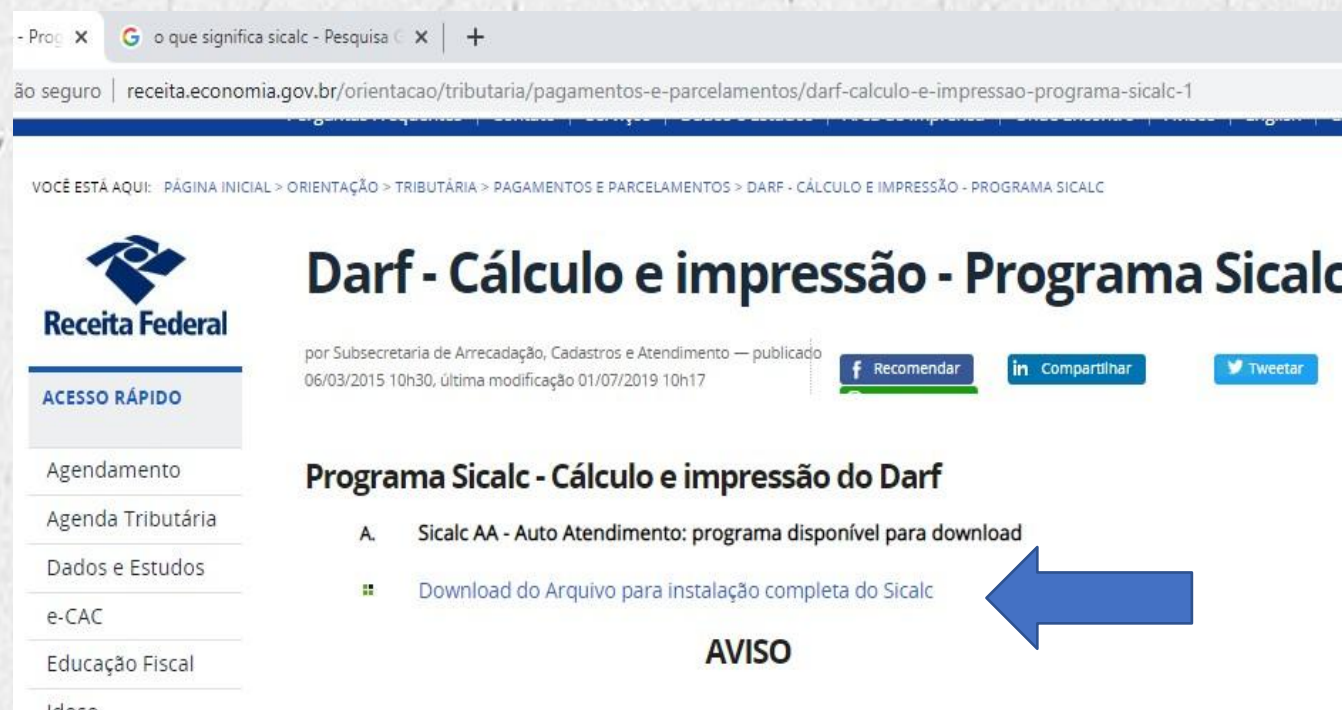 - Prog
o que significa sicalc - Pesquisa G
ão seguro | receita.economia.gov.br/orientacao/tributaria/pagamentos-e-parcelamentos/darf-calculo-e-impressao-programa-sicalc-1
VOCÊ ESTÁ AQUI: PÁGINA INICIAL > ORIENTAÇÃO > TRIBUTÁRIA > PAGAMENTOS E PARCELAMENTOS > DARF - CÁLCULO E IMPRESSÃO - PROGRAMA SICALC
Receita Federal
Darf - Cálculo e impressão - Programa Sicalc
por Subsecretaria de Arrecadação, Cadastros e Atendimento — publicado
06/03/2015 10h30, última modificação 01/07/2019 10h17
Recomendar
Compartilhar
Tweetar
ACESSO RÁPIDO
Agendamento
Agenda Tributária
Dados e Estudos
e-CAC
Educação Fiscal
Programa Sicalc - Cálculo e impressão do Darf
A. Sicalc AA - Auto Atendimento: programa disponível para download
Download do Arquivo para instalação completa do Sicalc
AVISO